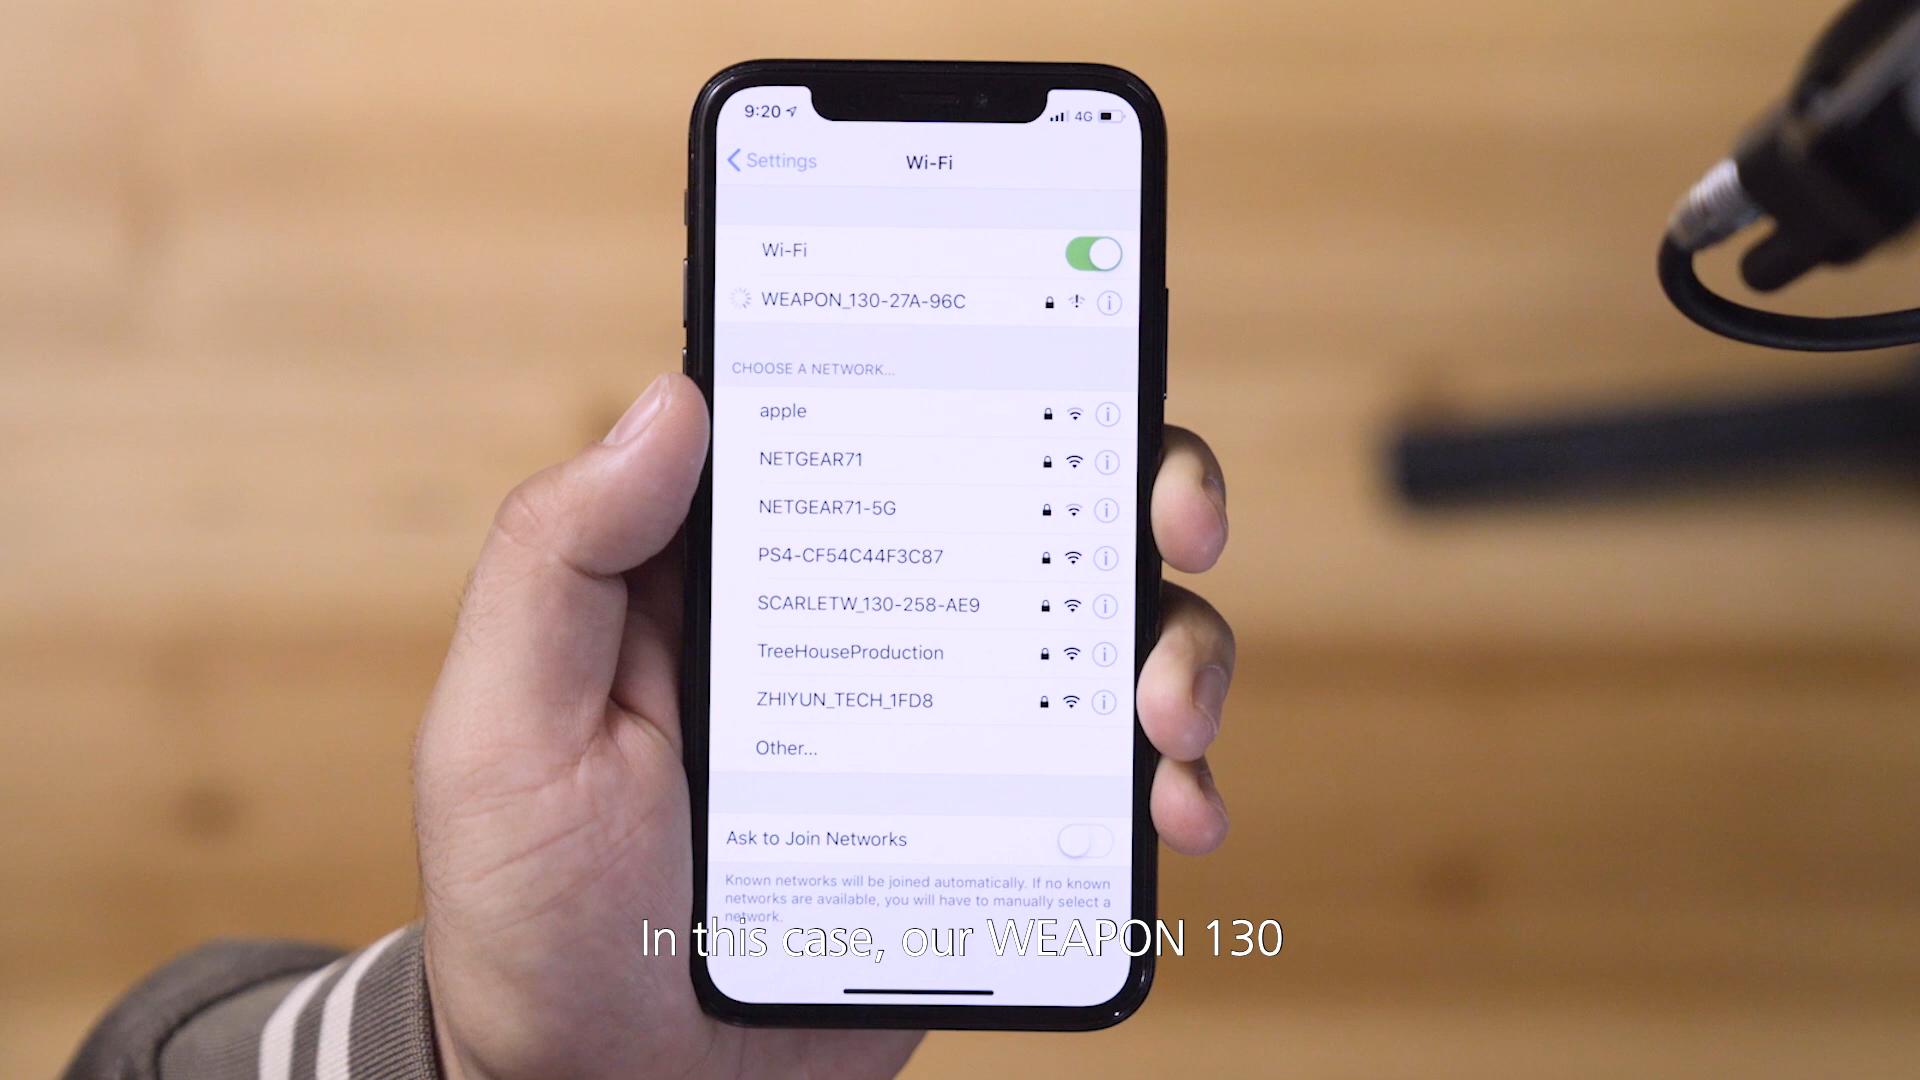 9:20
4G
Settings
Wi-Fi
Wi-Fi
WEAPON_130-27A-96C
CHOOSE A NETWORK...
apple
NETGEAR71
NETGEAR71-5G
PS4-CF54C44F3C87
SCARLETW_130-258-AE9
TreeHouseProduction
ZHIYUN_TECH_1FD8
Other...
Ask to Join Networks
Known networks will be joined automatically. If no known
networks are available, you will have to manually select a
network.
In this case, our WEAPON 130